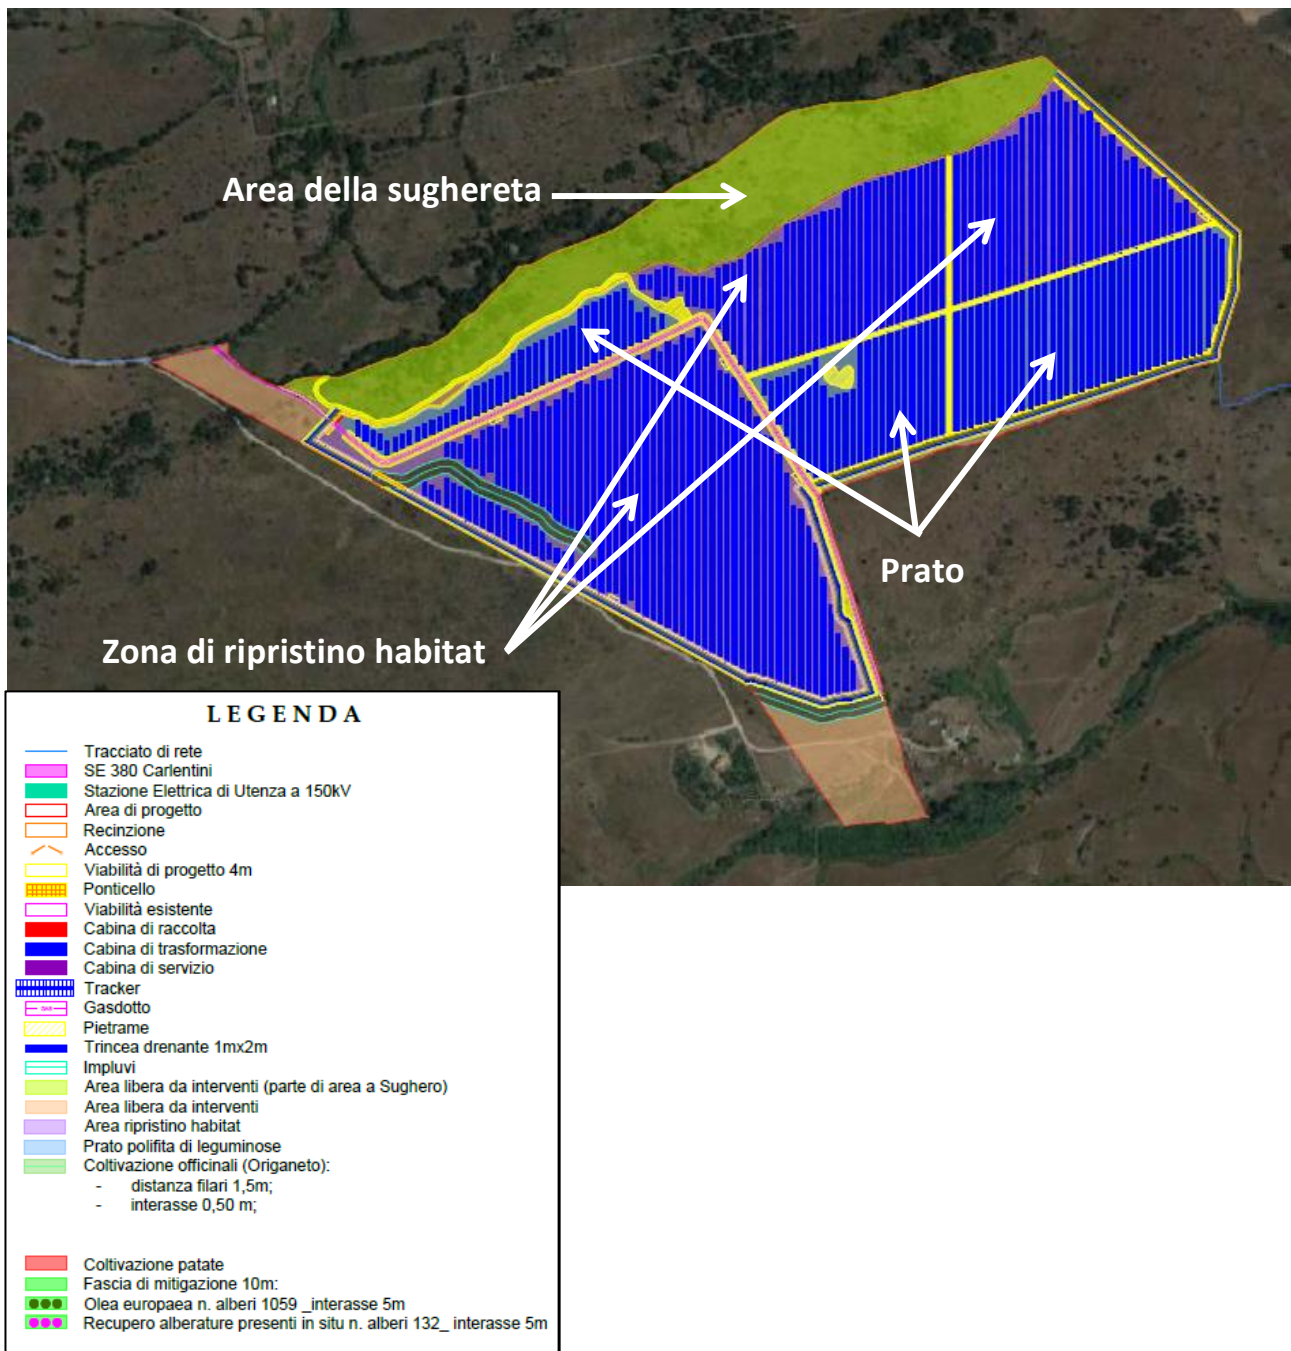 Area della sughereta
Prato
Zona di ripristino habitat
LEGENDA
Tracciato di rete
SE 380 Carlentini
Stazione Elettrica di Utenza a 150kV
Area di progetto
Recinzione
Accesso
Viabilità di progetto 4m
Ponticello
Viabilità esistente
Cabina di raccolta
Cabina di trasformazione
Cabina di servizio
Tracker
Gasdotto
Pietrame
Trincea drenante 1mx2m
Impluvi
Area libera da interventi (parte di area a Sughero)
Area libera da interventi
Area ripristino habitat
Prato polifita di leguminose
Coltivazione officinali (Origaneto):
- distanza filari 1,5m;
- interasse 0,50 m;
Coltivazione patate
Fascia di mitigazione 10m:
Olea europaea n. alberi 1059 _interasse 5m
Recupero alberature presenti in situ n. alberi 132_ interasse 5m